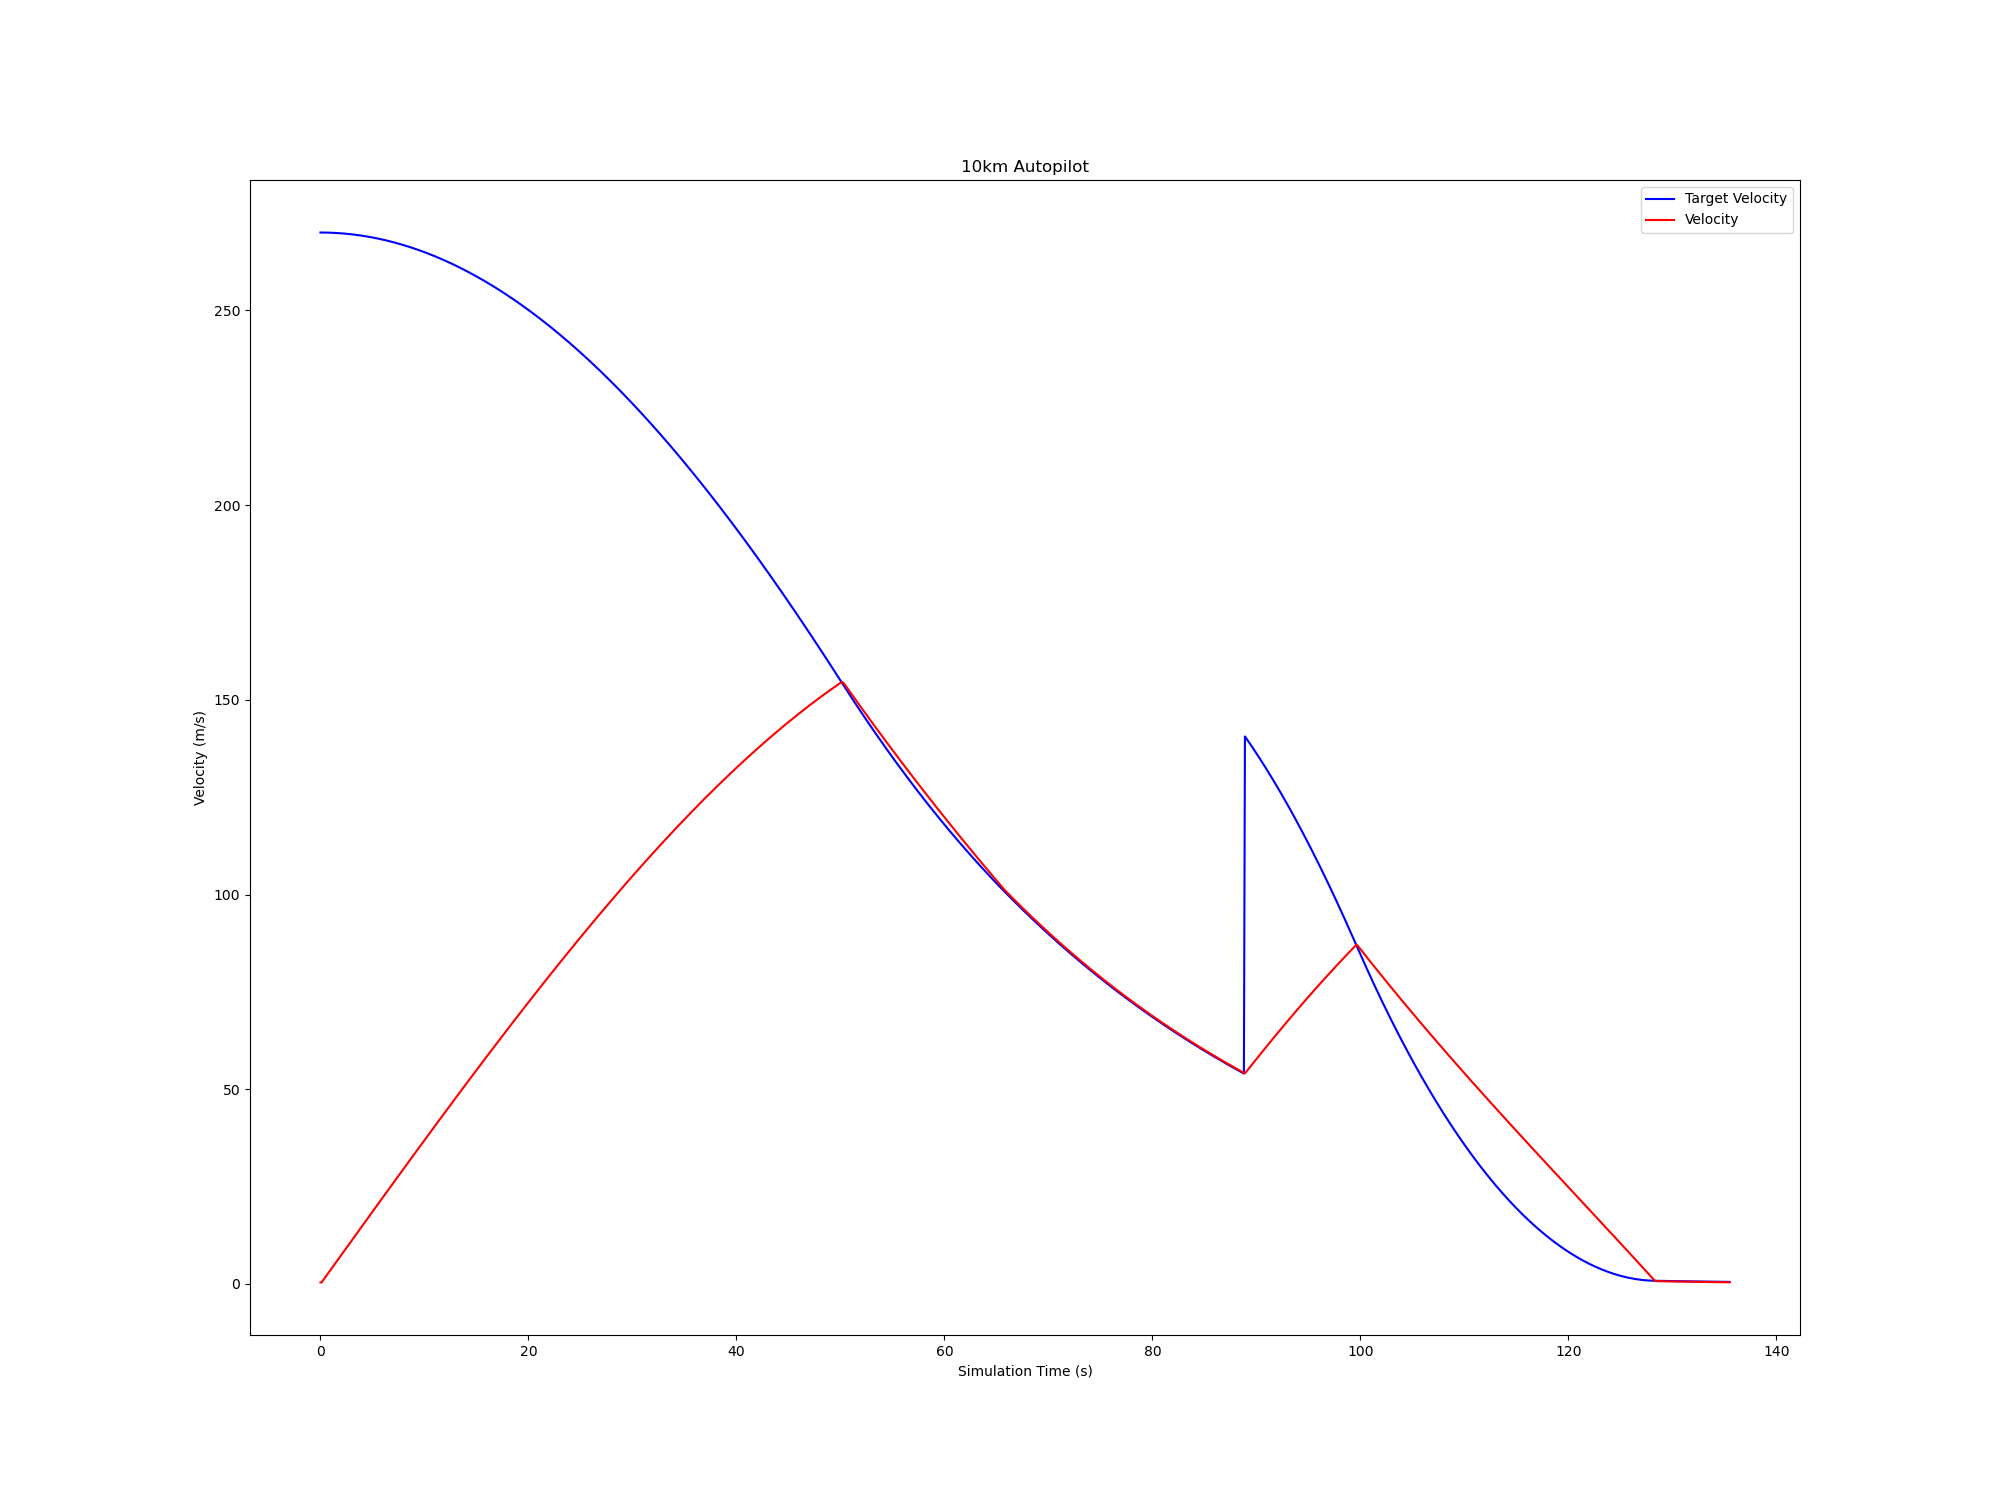 10km Autopilot
Target Velocity
Velocity
Velocity (m/s)
250
200
150
100
50
0
0 20 40 60 80 100 120 140
Simulation Time (s)